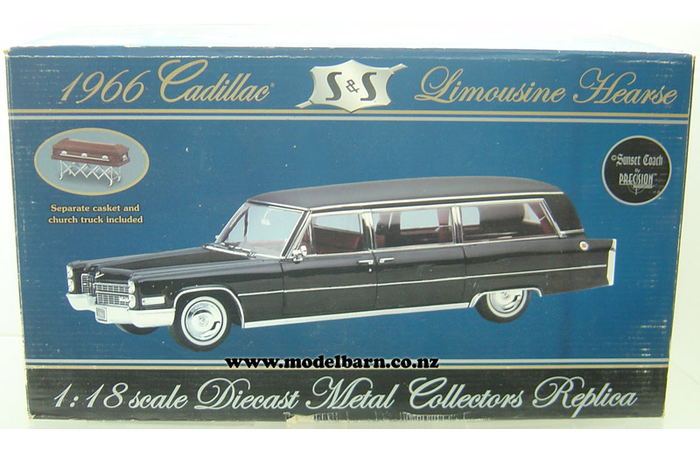 1966 Cadillac S&S Limousine Hearse
Separate casket and
church truck included
© Sunset Coach
By
PRECISION
www.modelbarn.co.nz
1:18 scale Diecast Metal Collectors Replica